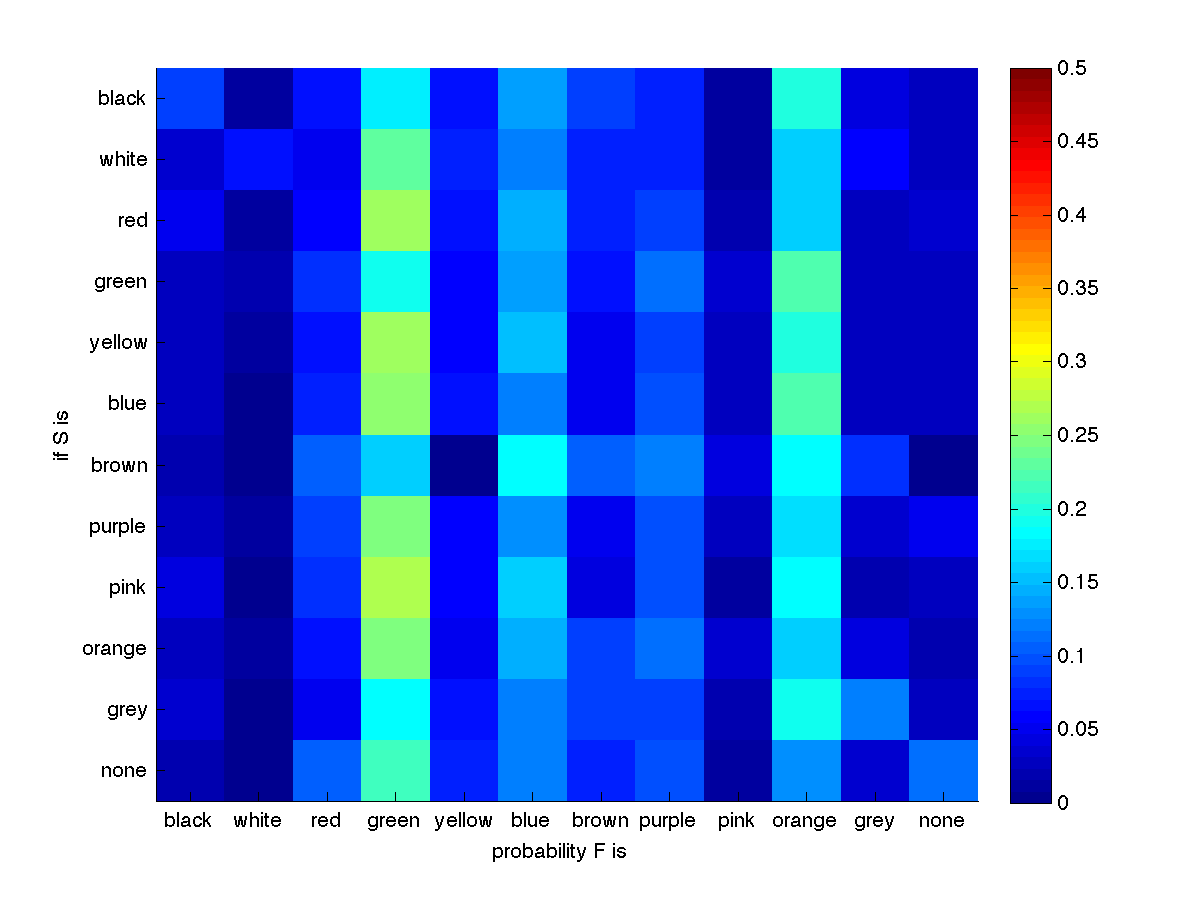 black
white
red
green
yellow
blue
brown
purple
pink
orange
grey
none
if S is
black white red green yellow blue brown purple pink orange grey none
probability F is
0.5
0.45
0.4
0.35
0.3
0.25
0.2
0.15
0.1
0.05
0